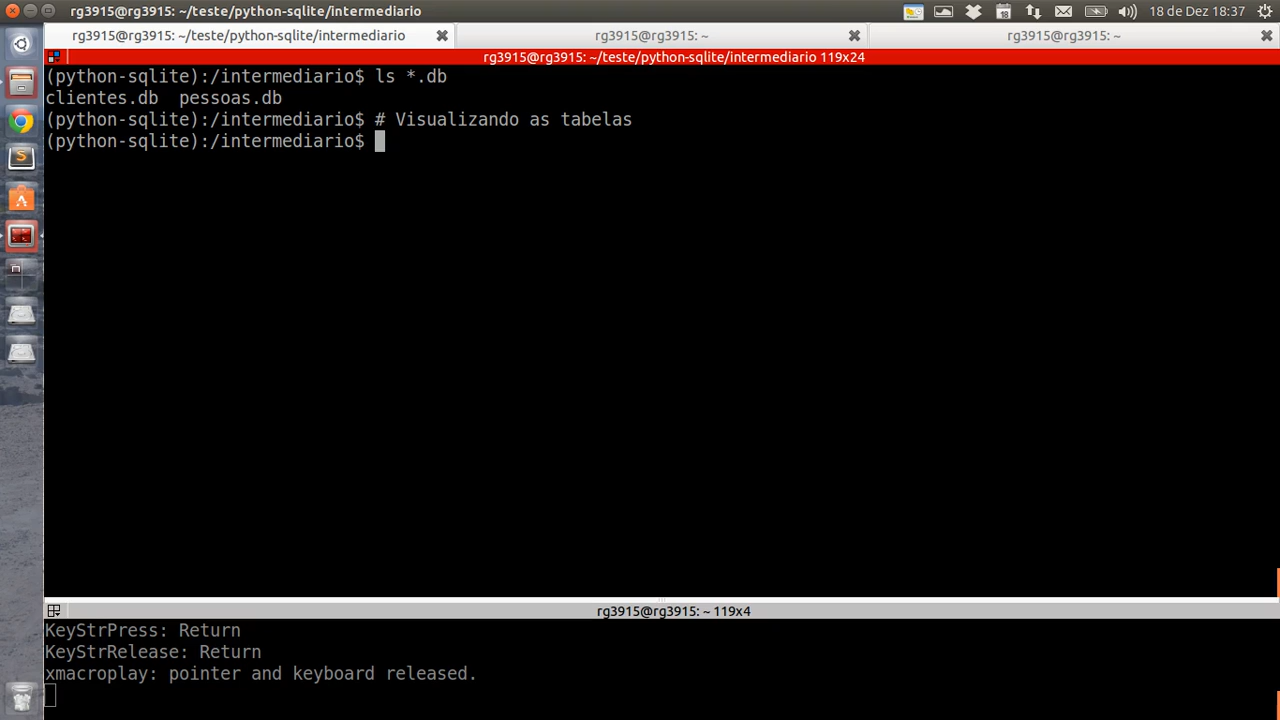 rg3915@rg3915: ~/teste/python-sqlite/intermediario
18 de Dez 18:37
rg3915@rg3915: ~/teste/python-sqlite/intermediario
rg3915@rg3915: ~
rg3915@rg3915: ~
rg3915@rg3915: ~/teste/python-sqlite/intermediario 119x24
(python-sqlite):/intermediario$ ls *.db
clientes.db  pessoas.db
(python-sqlite):/intermediario$ # Visualizando as tabelas
(python-sqlite):/intermediario$
rg3915@rg3915: ~ 119x4
KeyStrPress: Return
KeyStrRelease: Return
xmacroplay: pointer and keyboard released.